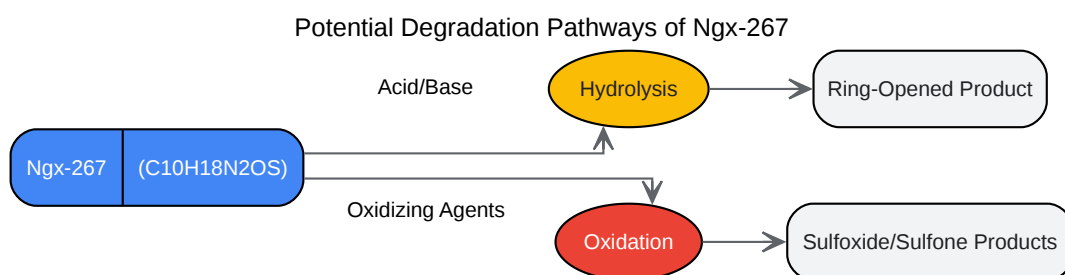 Potential Degradation Pathways of Ngx-267
Acid/Base
Hydrolysis
Ring-Opened Product
Ngx-267
(C10H18N2OS)
Oxidizing Agents
Oxidation
Sulfoxide/Sulfone Products